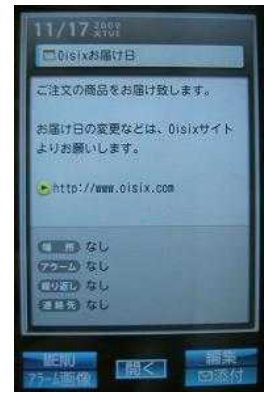 11/17 2009
TUE
Oisixお届け日
ご注文の商品をお届け致します。
お届け日の変更などは、Oisixサイト
よりお願いします。
http://www.oisix.com
場 所 なし
アラーム なし
繰り返し なし
連絡先 なし
MENU 開く 編集
アラーム画像 添付